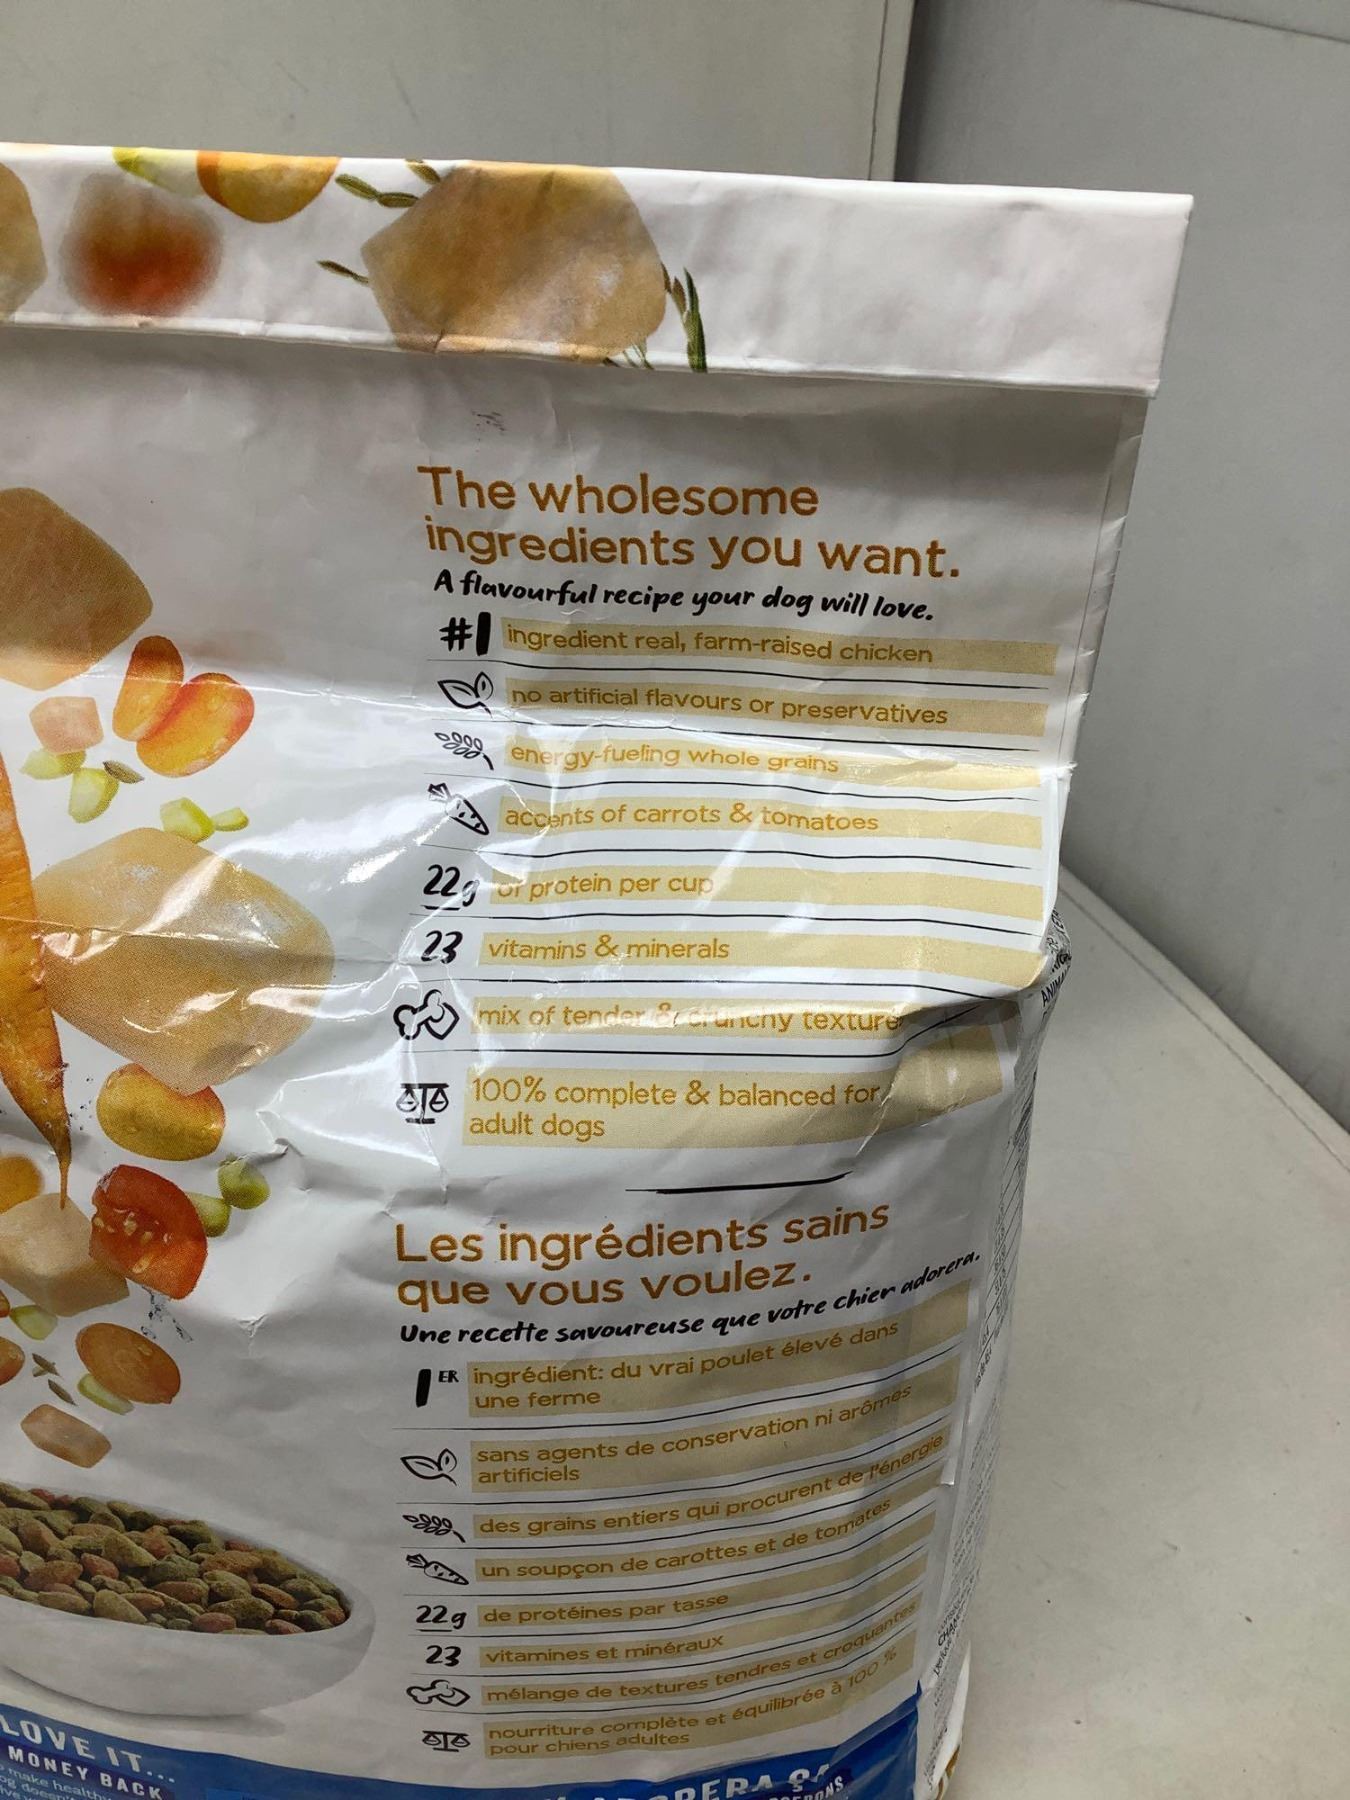 The wholesome
ingredients you want.
A flavourful recipe your dog will love.
#1 ingredient real, farm-raised chicken
no artificial flavours or preservatives
energy-fueling whole grains
accents of carrots & tomatoes
22g of protein per cup
23 vitamins & minerals
mix of tender & crunchy texture
100% complete & balanced for
adult dogs
Les ingrédients sains
que vous voulez.
Une recette savoureuse que votre chien adorera.
1ER ingrédient: du vrai poulet élevé dans
une ferme
sans agents de conservation ni arômes
artificiels
des grains entiers qui procurent de l'énergie
un soupçon de carottes et de tomates
22g de protéines par tasse
23 vitamines et minéraux
mélange de textures tendres et croquantes
nourriture complète et équilibrée à 100 %
pour chiens adultes
LOVE IT...
MONEY BACK
make